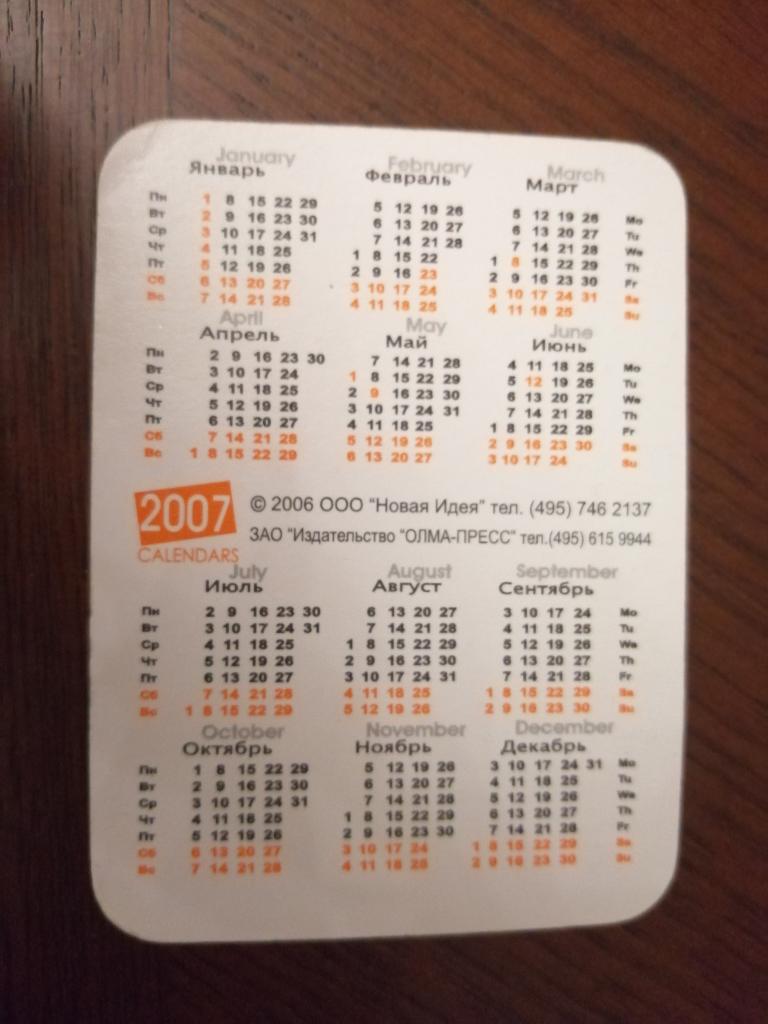 January February March
Январь Февраль Март
Пн 1 8 15 22 29 5 12 19 26 5 12 19 26 Mo
Вт 2 9 16 23 30 6 13 20 27 6 13 20 27 Tu
Ср 3 10 17 24 31 7 14 21 28 7 14 21 28 We
Чт 4 11 18 25 1 8 15 22 1 8 15 22 29 Th
Пт 5 12 19 26 2 9 16 23 2 9 16 23 30 Fr
Сб 6 13 20 27 3 10 17 24 3 10 17 24 31 Sa
Вс 7 14 21 28 4 11 18 25 4 11 18 25 Su
April May June
Апрель Май Июнь
Пн 2 9 16 23 30 7 14 21 28 4 11 18 25 Mo
Вт 3 10 17 24 1 8 15 22 29 5 12 19 26 Tu
Ср 4 11 18 25 2 9 16 23 30 6 13 20 27 We
Чт 5 12 19 26 3 10 17 24 31 7 14 21 28 Th
Пт 6 13 20 27 4 11 18 25 1 8 15 22 29 Fr
Сб 7 14 21 28 5 12 19 26 2 9 16 23 30 Sa
Вс 1 8 15 22 29 6 13 20 27 3 10 17 24 Su
2007 © 2006 ООО "Новая Идея" тел. (495) 746 2137
CALENDARS ЗАО "Издательство "ОЛМА-ПРЕСС" тел.(495) 615 9944
July August September
Июль Август Сентябрь
Пн 2 9 16 23 30 6 13 20 27 3 10 17 24 Mo
Вт 3 10 17 24 31 7 14 21 28 4 11 18 25 Tu
Ср 4 11 18 25 1 8 15 22 29 5 12 19 26 We
Чт 5 12 19 26 2 9 16 23 30 6 13 20 27 Th
Пт 6 13 20 27 3 10 17 24 31 7 14 21 28 Fr
Сб 7 14 21 28 4 11 18 25 1 8 15 22 29 Sa
Вс 1 8 15 22 29 5 12 19 26 2 9 16 23 30 Su
October November December
Октябрь Ноябрь Декабрь
Пн 1 8 15 22 29 5 12 19 26 3 10 17 24 31 Mo
Вт 2 9 16 23 30 6 13 20 27 4 11 18 25 Tu
Ср 3 10 17 24 31 7 14 21 28 5 12 19 26 We
Чт 4 11 18 25 1 8 15 22 29 6 13 20 27 Th
Пт 5 12 19 26 2 9 16 23 30 7 14 21 28 Fr
Сб 6 13 20 27 3 10 17 24 1 8 15 22 29 Sa
Вс 7 14 21 28 4 11 18 25 2 9 16 23 30 Su